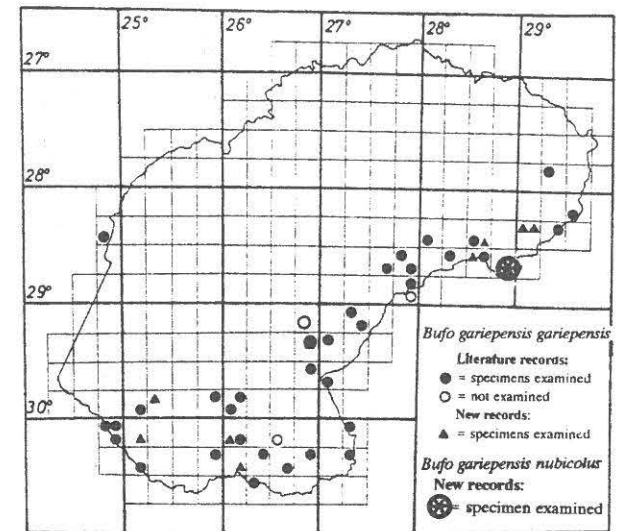 25° 26° 27° 28° 29°
27°
28°
29°
30°
Bufo gariepensis gariepensis
Literature records:
= specimens examined
= not examined
New records:
= specimens examined
Bufo gariepensis nubicolus
New records:
= specimen examined